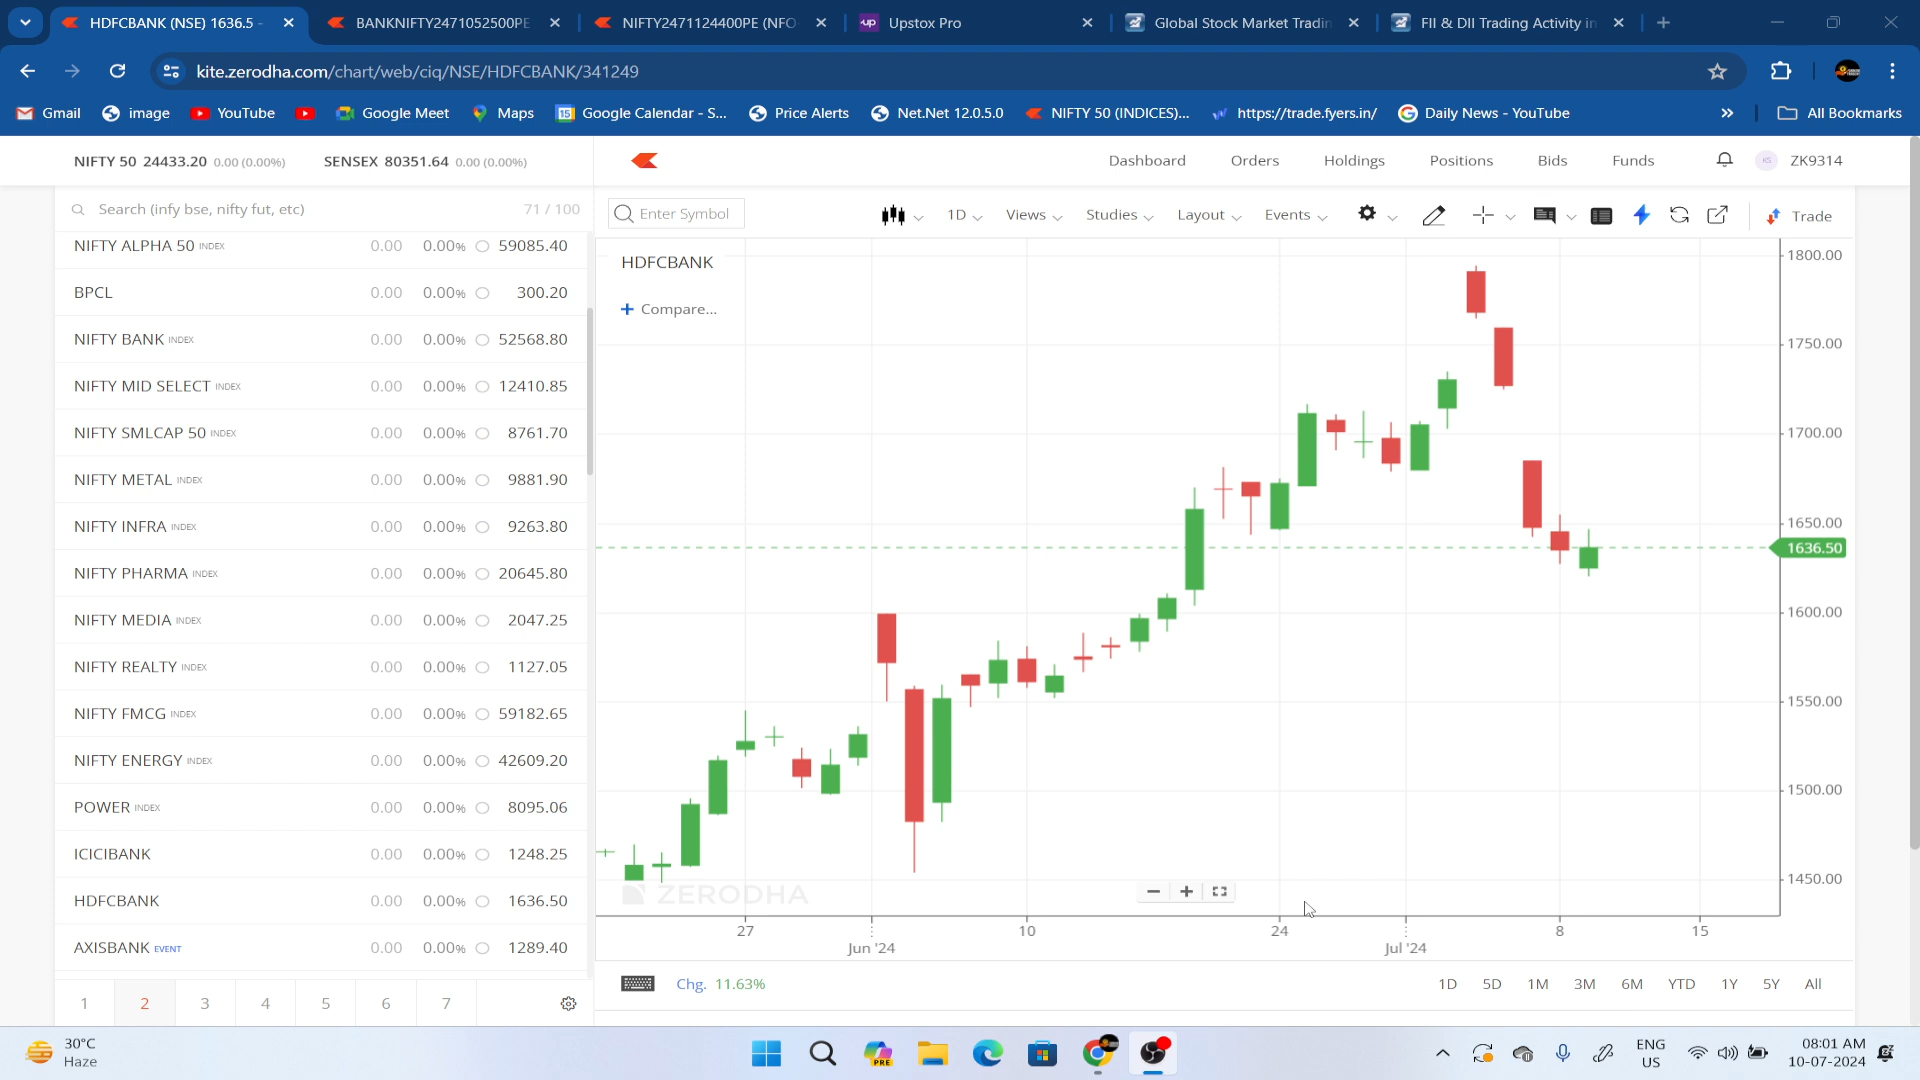 HDFCBANK (NSE) 1636.5 -
BANKNIFTY2471052500PE
NIFTY2471124400PE (NFO
up Upstox Pro
Global Stock Market Tradin
FII & DII Trading Activity in
kite.zerodha.com/chart/web/ciq/NSE/HDFCBANK/341249
Gmail image YouTube Google Meet Maps 15 Google Calendar - S... Price Alerts Net.Net 12.0.5.0 NIFTY 50 (INDICES)... https://trade.fyers.in/ Daily News - YouTube » All Bookmarks
NIFTY 50 24433.20 0.00 (0.00%) SENSEX 80351.64 0.00 (0.00%)
Dashboard Orders Holdings Positions Bids Funds KS ZK9314
Search (infy bse, nifty fut, etc) 71 / 100
NIFTY ALPHA 50 INDEX 0.00 0.00% 59085.40
BPCL 0.00 0.00% 300.20
NIFTY BANK INDEX 0.00 0.00% 52568.80
NIFTY MID SELECT INDEX 0.00 0.00% 12410.85
NIFTY SMLCAP 50 INDEX 0.00 0.00% 8761.70
NIFTY METAL INDEX 0.00 0.00% 9881.90
NIFTY INFRA INDEX 0.00 0.00% 9263.80
NIFTY PHARMA INDEX 0.00 0.00% 20645.80
NIFTY MEDIA INDEX 0.00 0.00% 2047.25
NIFTY REALTY INDEX 0.00 0.00% 1127.05
NIFTY FMCG INDEX 0.00 0.00% 59182.65
NIFTY ENERGY INDEX 0.00 0.00% 42609.20
POWER INDEX 0.00 0.00% 8095.06
ICICIBANK 0.00 0.00% 1248.25
HDFCBANK 0.00 0.00% 1636.50
AXISBANK EVENT 0.00 0.00% 1289.40
1 2 3 4 5 6 7
Enter Symbol 1D Views Studies Layout Events Trade
HDFCBANK
+ Compare...
1800.00
1750.00
1700.00
1650.00
1636.50
1600.00
1550.00
1500.00
1450.00
ZERODHA
27 10 24 8 15
Jun '24 Jul '24
Chg. 11.63% 1D 5D 1M 3M 6M YTD 1Y 5Y All
30°C
Haze
PRE
ENG
US
08:01 AM
10-07-2024